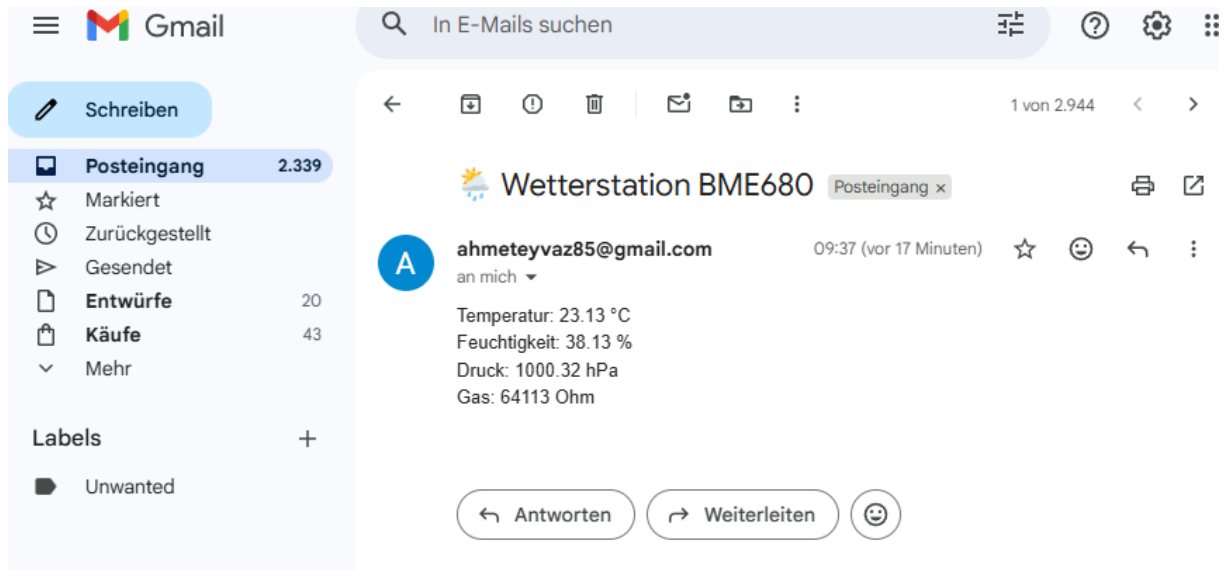 Gmail
In E-Mails suchen
Schreiben
1 von 2.944
Posteingang 2.339
Markiert
Zurückgestellt
Gesendet
Entwürfe 20
Käufe 43
Mehr
Labels
Unwanted
Wetterstation BME680 Posteingang ×
A
ahmeteyvaz85@gmail.com 09:37 (vor 17 Minuten)
an mich
Temperatur: 23.13 °C
Feuchtigkeit: 38.13 %
Druck: 1000.32 hPa
Gas: 64113 Ohm
Antworten Weiterleiten